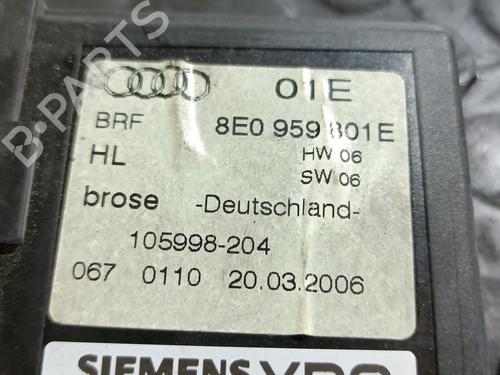 B-PARTS
01E
BRF 8E0 959 801E
HL HW 06
SW 06
brose -Deutschland-
105998-204
067 0110 20.03.2006
SIEMENS VDO